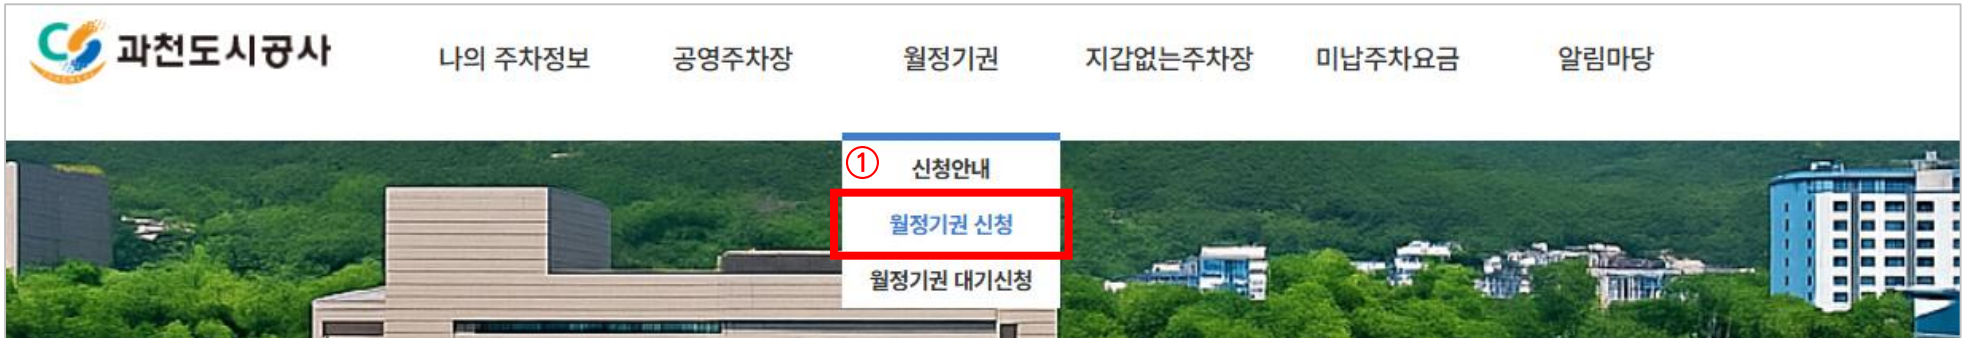 과천도시공사 나의 주차정보 공영주차장 월정기권 지갑없는주차장 미납주차요금 알림마당
① 신청안내
월정기권 신청
월정기권 대기신청